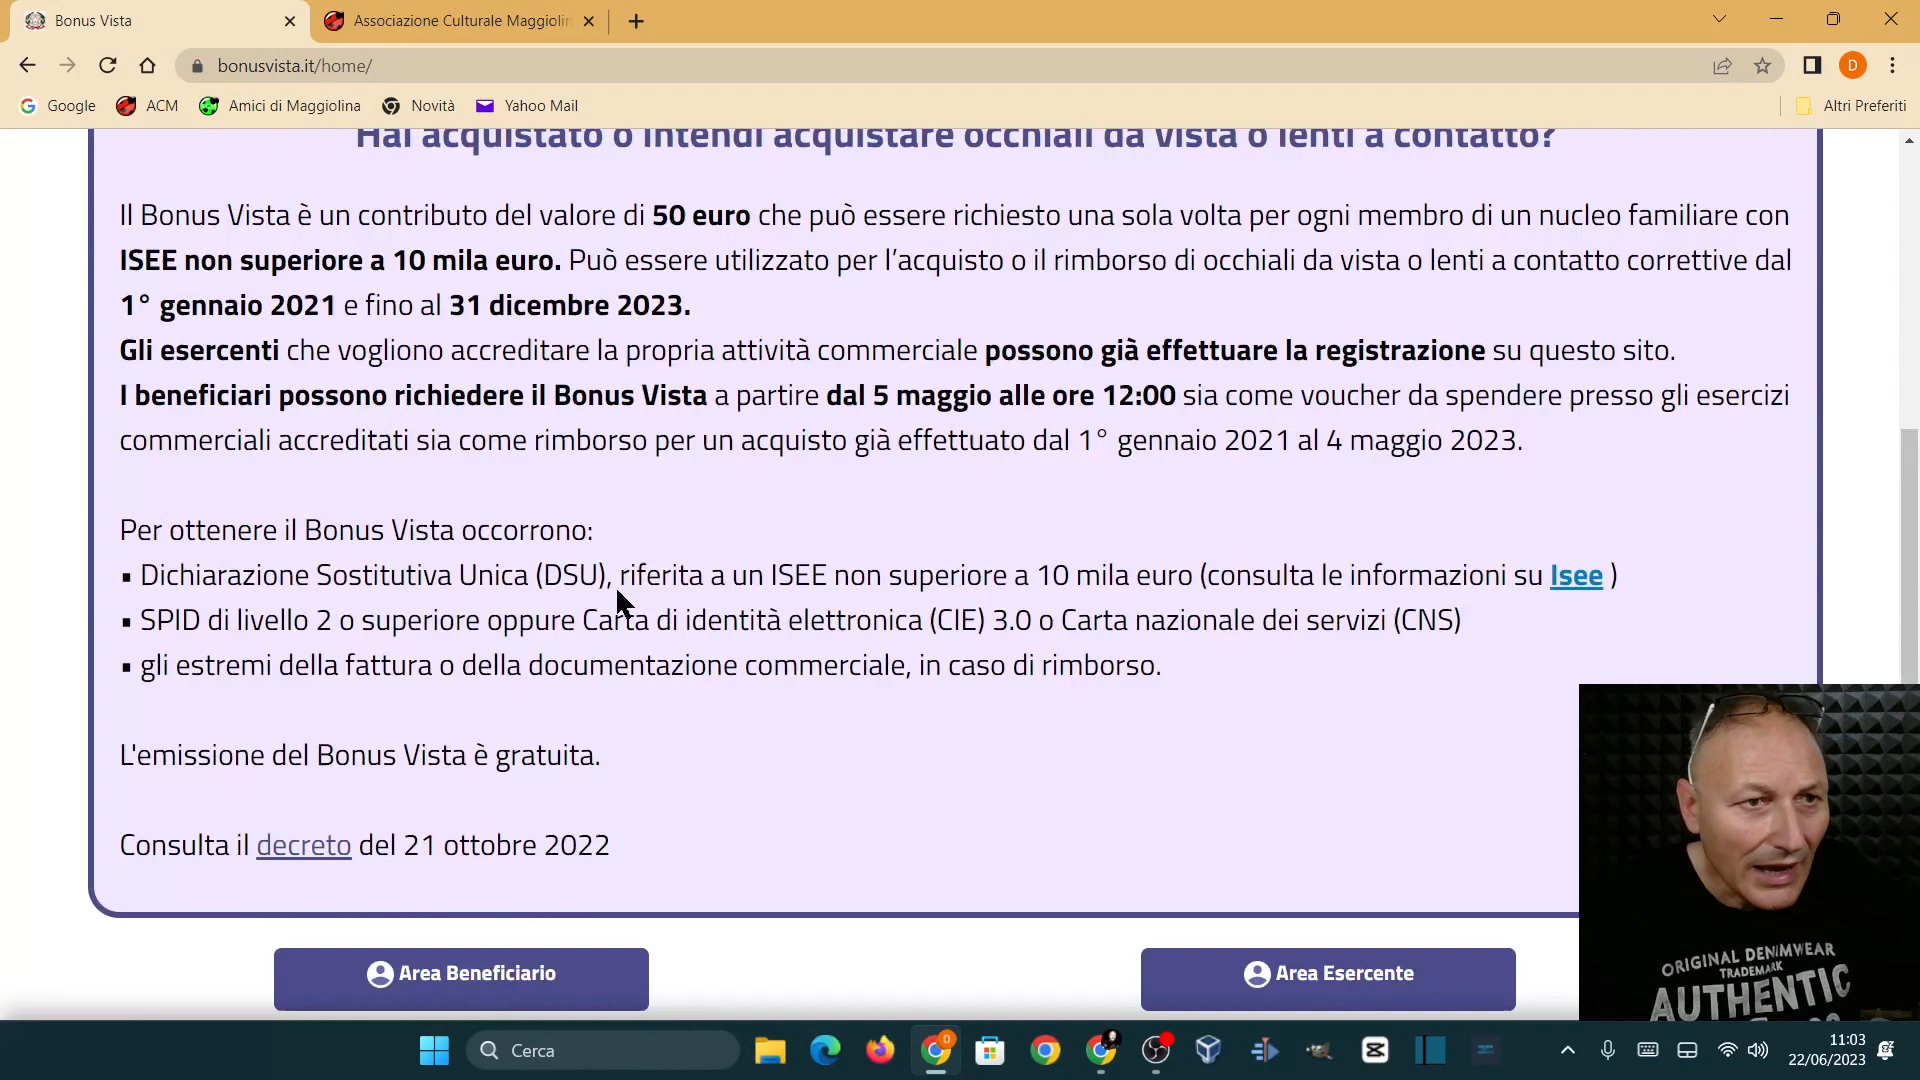 Bonus Vista
Associazione Culturale Maggiolin
bonusvista.it/home/
D
Google
ACM
Amici di Maggiolina
Novità
Yahoo Mail
Altri Preferiti
Hai acquistato o intendi acquistare occhiali da vista o lenti a contatto?
Il Bonus Vista è un contributo del valore di 50 euro che può essere richiesto una sola volta per ogni membro di un nucleo familiare con
ISEE non superiore a 10 mila euro. Può essere utilizzato per l’acquisto o il rimborso di occhiali da vista o lenti a contatto correttive dal
1° gennaio 2021 e fino al 31 dicembre 2023.
Gli esercenti che vogliono accreditare la propria attività commerciale possono già effettuare la registrazione su questo sito.
I beneficiari possono richiedere il Bonus Vista a partire dal 5 maggio alle ore 12:00 sia come voucher da spendere presso gli esercizi
commerciali accreditati sia come rimborso per un acquisto già effettuato dal 1° gennaio 2021 al 4 maggio 2023.
Per ottenere il Bonus Vista occorrono:
▪ Dichiarazione Sostitutiva Unica (DSU), riferita a un ISEE non superiore a 10 mila euro (consulta le informazioni su Isee )
▪ SPID di livello 2 o superiore oppure Carta di identità elettronica (CIE) 3.0 o Carta nazionale dei servizi (CNS)
▪ gli estremi della fattura o della documentazione commerciale, in caso di rimborso.
L'emissione del Bonus Vista è gratuita.
Consulta il decreto del 21 ottobre 2022
Area Beneficiario
Area Esercente
ORIGINAL DENIMWEAR
TRADEMARK
AUTHENTIC
Cerca
11:03
22/06/2023